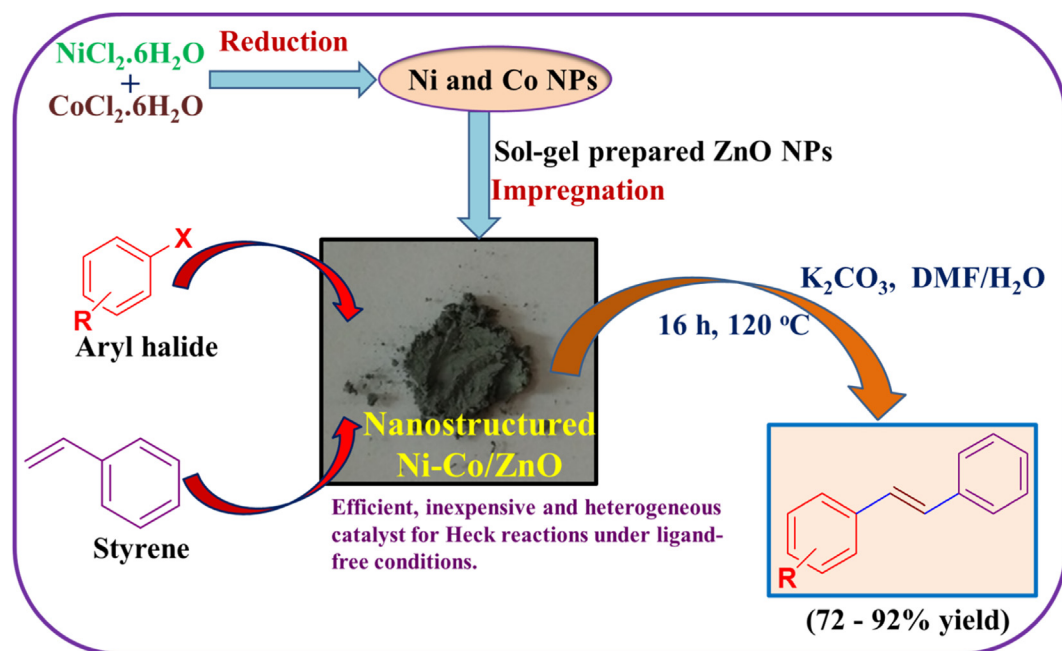 NiCl₂.6H₂O
+
CoCl₂.6H₂O
Reduction
Ni and Co NPs
Sol-gel prepared ZnO NPs
Impregnation
X
R
Aryl halide
Styrene
Nanostructured
Ni-Co/ZnO
Efficient, inexpensive and heterogeneous
catalyst for Heck reactions under ligand-
free conditions.
K₂CO₃, DMF/H₂O
16 h, 120 °C
R
(72 - 92% yield)